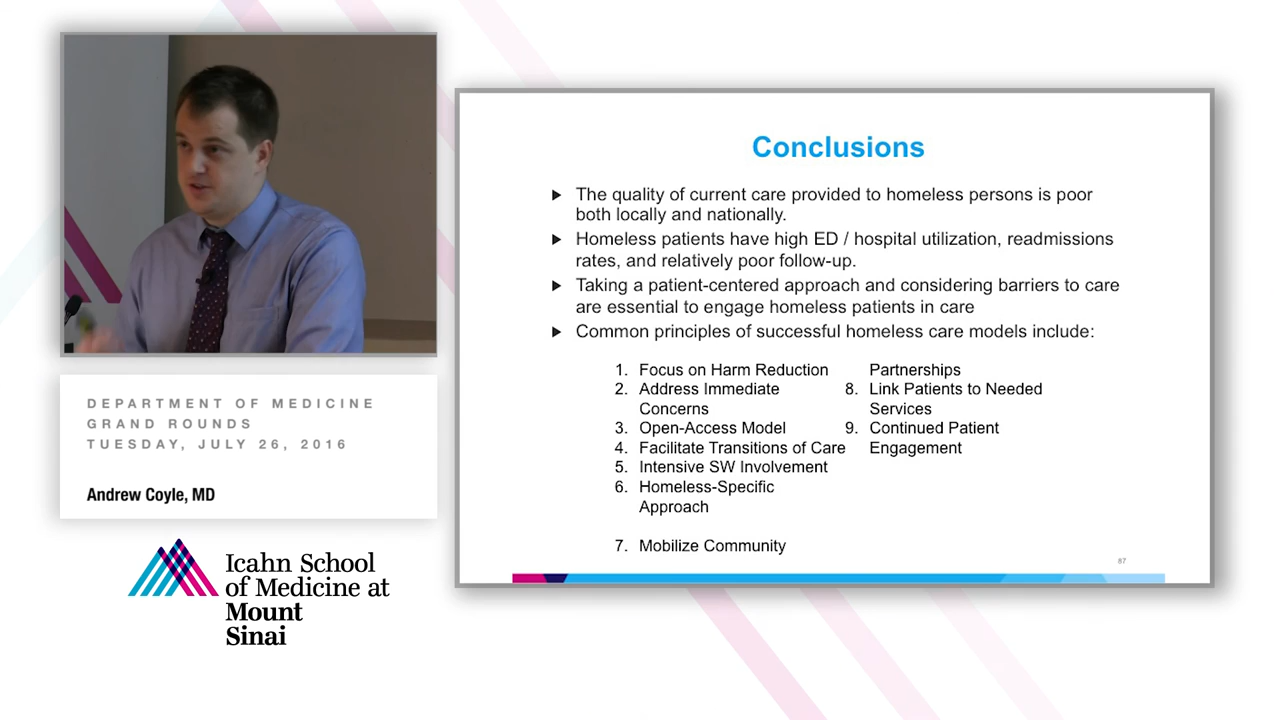 Conclusions
The quality of current care provided to homeless persons is poor
both locally and nationally.
Homeless patients have high ED / hospital utilization, readmissions
rates, and relatively poor follow-up.
Taking a patient-centered approach and considering barriers to care
are essential to engage homeless patients in care
Common principles of successful homeless care models include:
1. Focus on Harm Reduction
2. Address Immediate
Concerns
3. Open-Access Model
4. Facilitate Transitions of Care
5. Intensive SW Involvement
6. Homeless-Specific
Approach
7. Mobilize Community
Partnerships
8. Link Patients to Needed
Services
9. Continued Patient
Engagement
87
DEPARTMENT OF MEDICINE
GRAND ROUNDS
TUESDAY, JULY 26, 2016
Andrew Coyle, MD
Icahn School
of Medicine at
Mount
Sinai